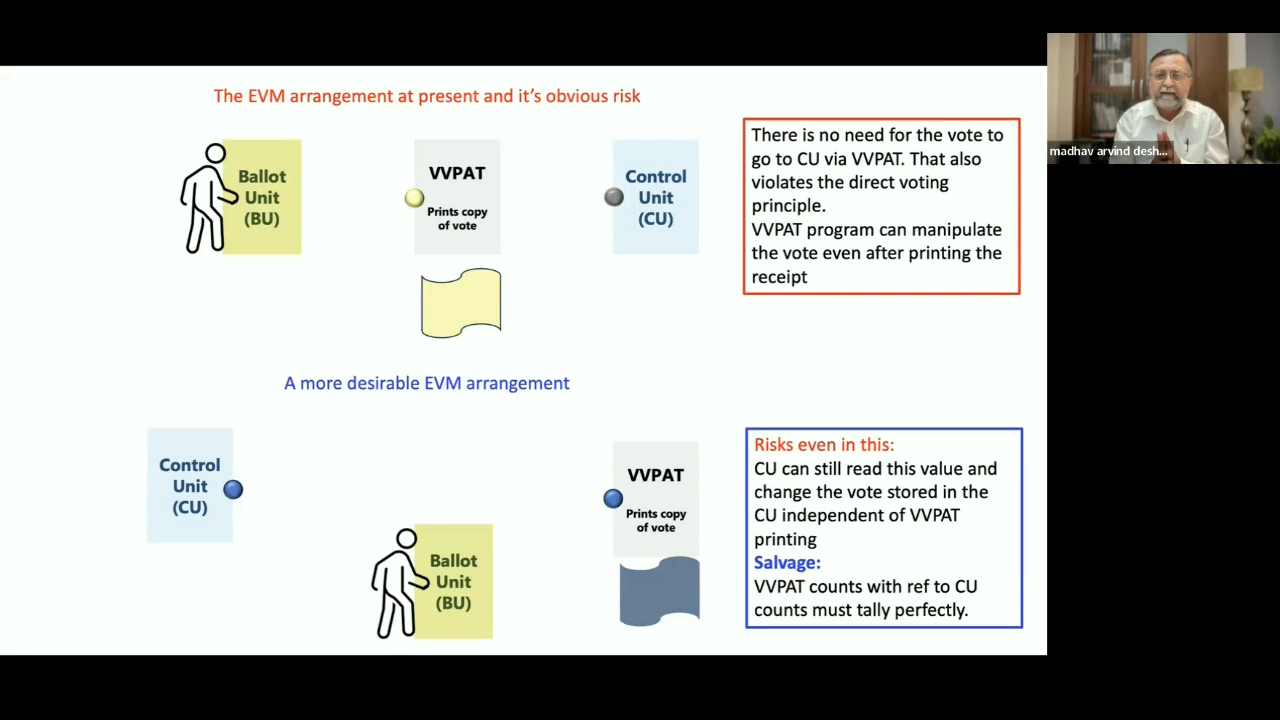 The EVM arrangement at present and it's obvious risk
Ballot
Unit
(BU)
VVPAT
Prints copy
of vote
Control
Unit
(CU)
There is no need for the vote to
go to CU via VVPAT. That also
violates the direct voting
principle.
VVPAT program can manipulate
the vote even after printing the
receipt
madhav arvind desh...
A more desirable EVM arrangement
Control
Unit
(CU)
Ballot
Unit
(BU)
VVPAT
Prints copy
of vote
Risks even in this:
CU can still read this value and
change the vote stored in the
CU independent of VVPAT
printing
Salvage:
VVPAT counts with ref to CU
counts must tally perfectly.